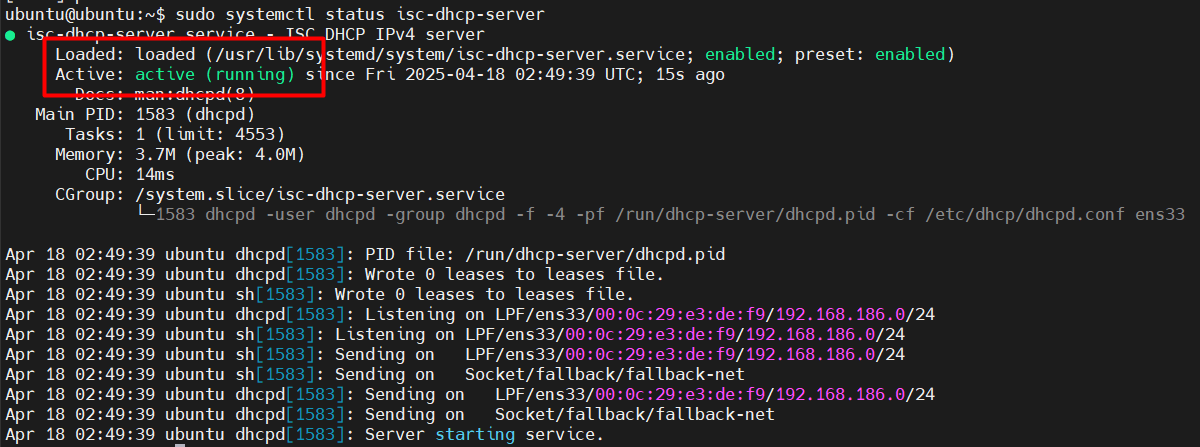 ubuntu@ubuntu:~$ sudo systemctl status isc-dhcp-server
● isc-dhcp-server.service - ISC DHCP IPv4 server
Loaded: loaded (/usr/lib/systemd/system/isc-dhcp-server.service; enabled; preset: enabled)
Active: active (running) since Fri 2025-04-18 02:49:39 UTC; 15s ago
Docs: man:dhcpd(8)
Main PID: 1583 (dhcpd)
Tasks: 1 (limit: 4553)
Memory: 3.7M (peak: 4.0M)
CPU: 14ms
CGroup: /system.slice/isc-dhcp-server.service
└─1583 dhcpd -user dhcpd -group dhcpd -f -4 -pf /run/dhcp-server/dhcpd.pid -cf /etc/dhcp/dhcpd.conf ens33
Apr 18 02:49:39 ubuntu dhcpd[1583]: PID file: /run/dhcp-server/dhcpd.pid
Apr 18 02:49:39 ubuntu dhcpd[1583]: Wrote 0 leases to leases file.
Apr 18 02:49:39 ubuntu sh[1583]: Wrote 0 leases to leases file.
Apr 18 02:49:39 ubuntu dhcpd[1583]: Listening on LPF/ens33/00:0c:29:e3:de:f9/192.168.186.0/24
Apr 18 02:49:39 ubuntu sh[1583]: Listening on LPF/ens33/00:0c:29:e3:de:f9/192.168.186.0/24
Apr 18 02:49:39 ubuntu sh[1583]: Sending on   LPF/ens33/00:0c:29:e3:de:f9/192.168.186.0/24
Apr 18 02:49:39 ubuntu sh[1583]: Sending on   Socket/fallback/fallback-net
Apr 18 02:49:39 ubuntu dhcpd[1583]: Sending on   LPF/ens33/00:0c:29:e3:de:f9/192.168.186.0/24
Apr 18 02:49:39 ubuntu dhcpd[1583]: Sending on   Socket/fallback/fallback-net
Apr 18 02:49:39 ubuntu dhcpd[1583]: Server starting service.